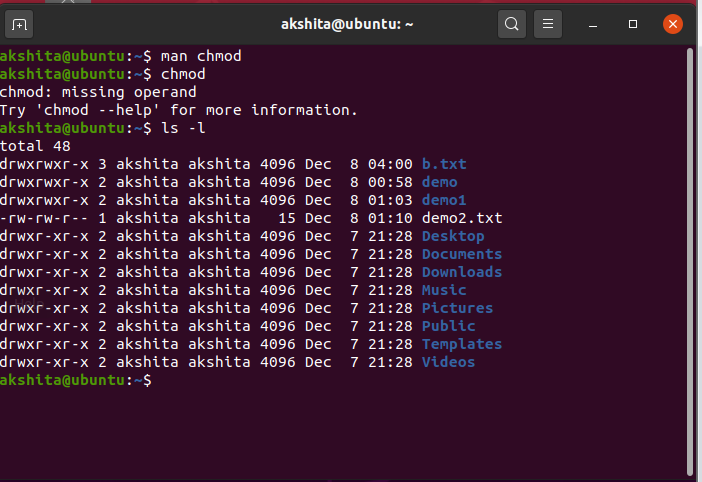 akshita@ubuntu: ~
akshita@ubuntu:~$ man chmod
akshita@ubuntu:~$ chmod
chmod: missing operand
Try 'chmod --help' for more information.
akshita@ubuntu:~$ ls -l
total 48
drwxrwxr-x 3 akshita akshita 4096 Dec  8 04:00 b.txt
drwxrwxr-x 2 akshita akshita 4096 Dec  8 00:58 demo
drwxrwxr-x 2 akshita akshita 4096 Dec  8 01:03 demo1
-rw-rw-r-- 1 akshita akshita   15 Dec  8 01:10 demo2.txt
drwxr-xr-x 2 akshita akshita 4096 Dec  7 21:28 Desktop
drwxr-xr-x 2 akshita akshita 4096 Dec  7 21:28 Documents
drwxr-xr-x 2 akshita akshita 4096 Dec  7 21:28 Downloads
drwxr-xr-x 2 akshita akshita 4096 Dec  7 21:28 Music
drwxr-xr-x 2 akshita akshita 4096 Dec  7 21:28 Pictures
drwxr-xr-x 2 akshita akshita 4096 Dec  7 21:28 Public
drwxr-xr-x 2 akshita akshita 4096 Dec  7 21:28 Templates
drwxr-xr-x 2 akshita akshita 4096 Dec  7 21:28 Videos
akshita@ubuntu:~$